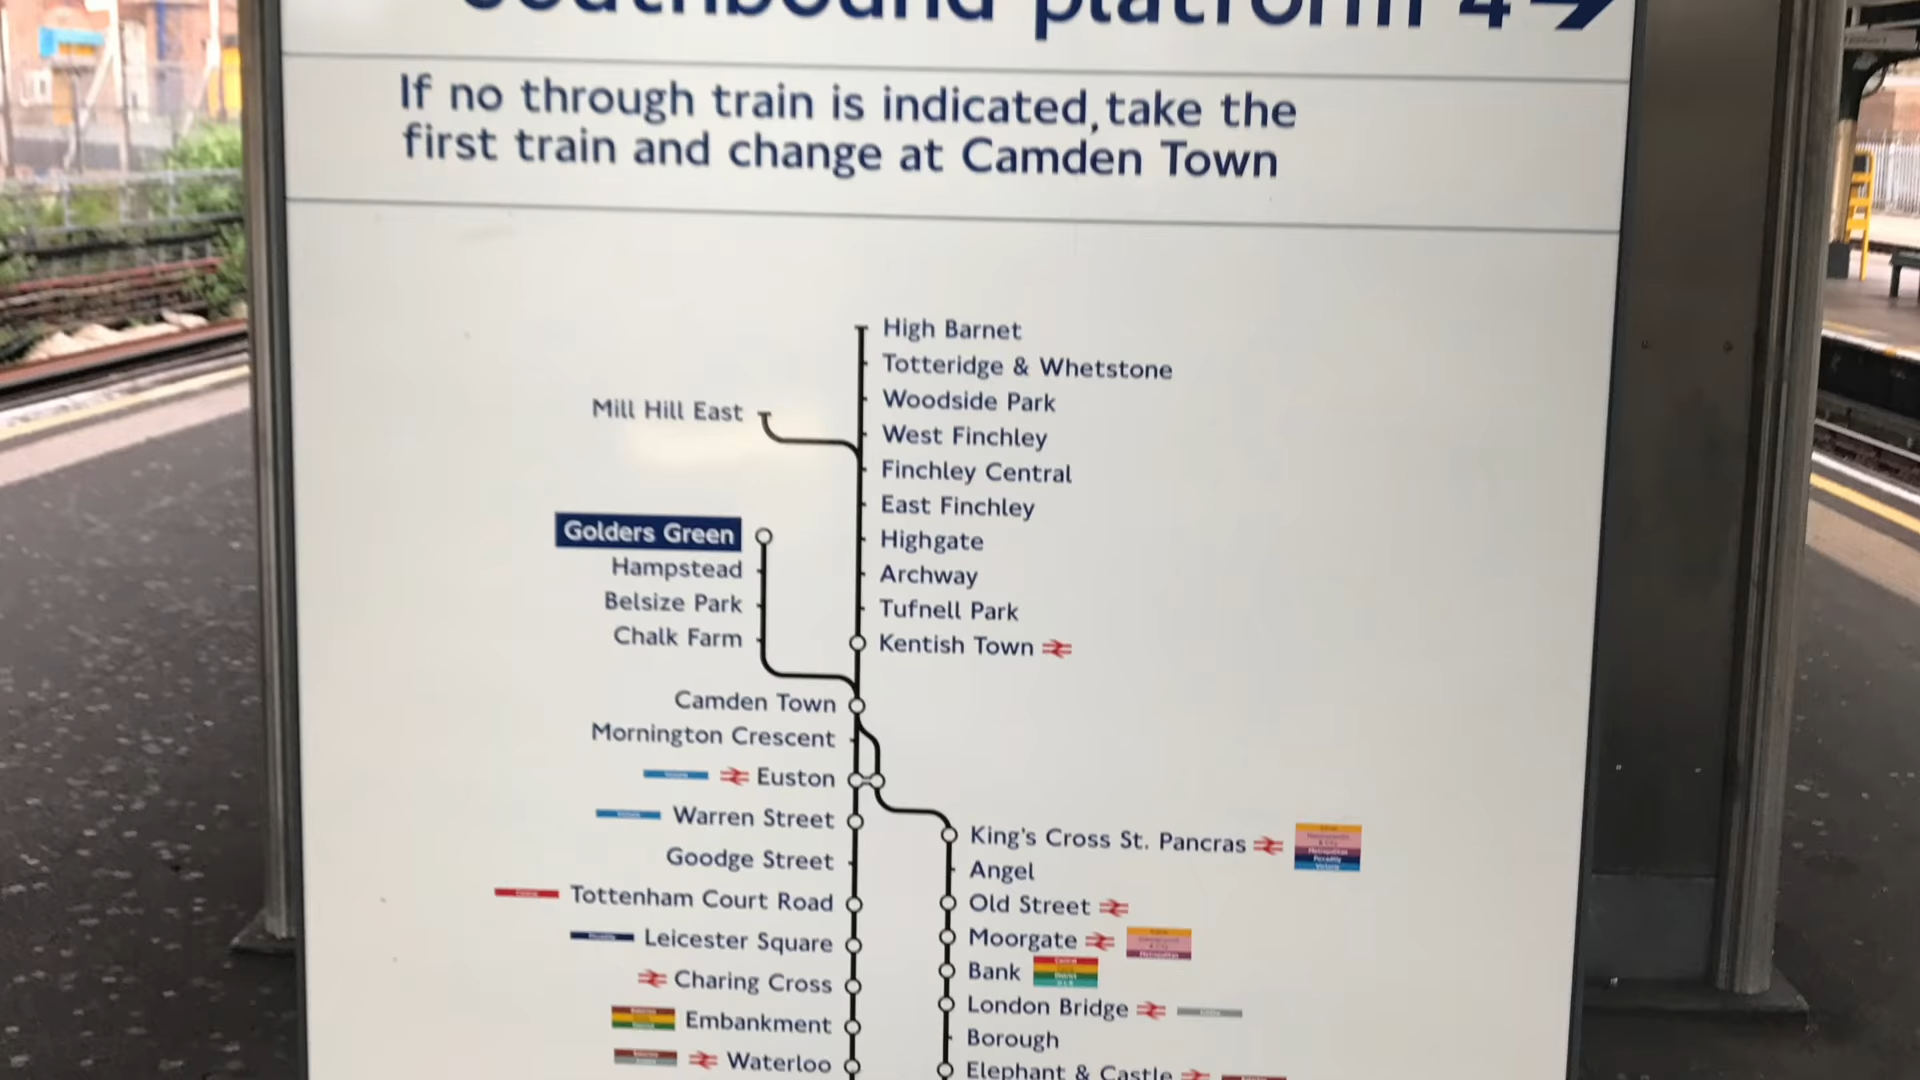 Southbound platform 4
If no through train is indicated, take the
first train and change at Camden Town
High Barnet
Totteridge & Whetstone
Woodside Park
Mill Hill East
West Finchley
Finchley Central
East Finchley
Golders Green
Highgate
Hampstead
Archway
Belsize Park
Tufnell Park
Chalk Farm
Kentish Town
Camden Town
Mornington Crescent
Euston
Warren Street
King's Cross St. Pancras
Goodge Street
Angel
Tottenham Court Road
Old Street
Leicester Square
Moorgate
Bank
Charing Cross
London Bridge
Embankment
Borough
Waterloo
Elephant & Castle